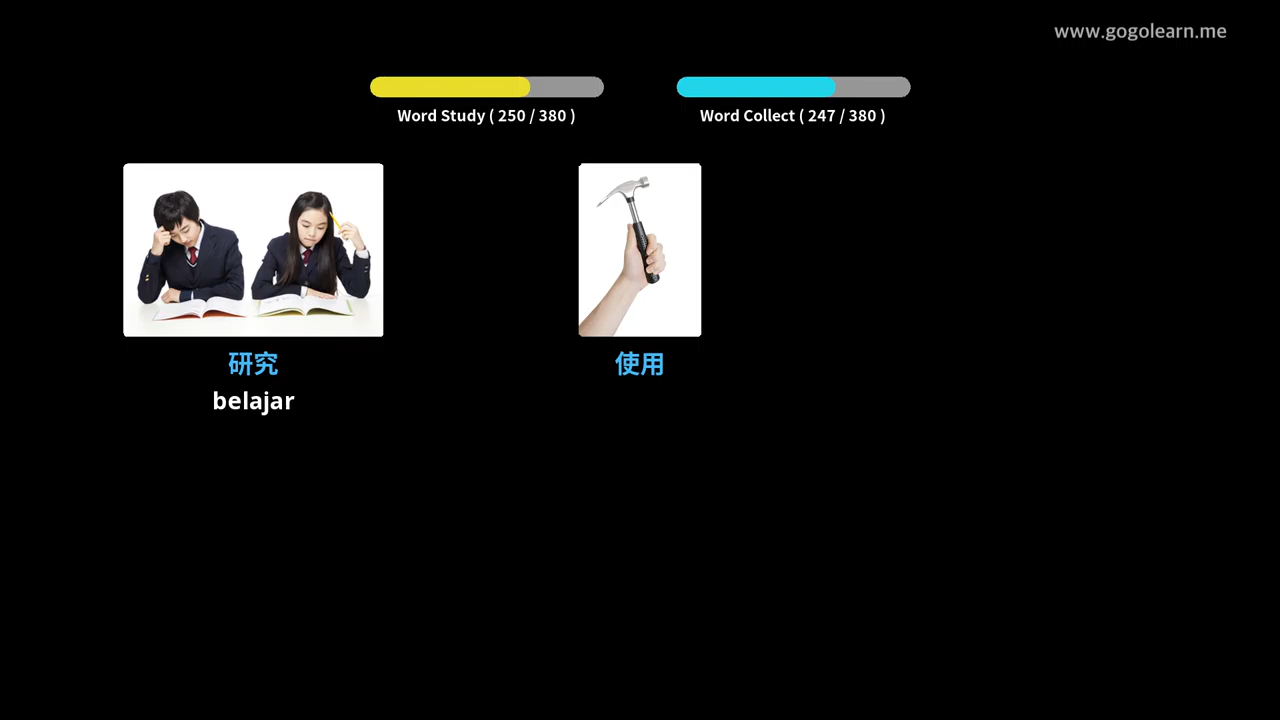 www.gogolearn.me
Word Study ( 250 / 380 )
Word Collect ( 247 / 380 )
研究
使用
belajar